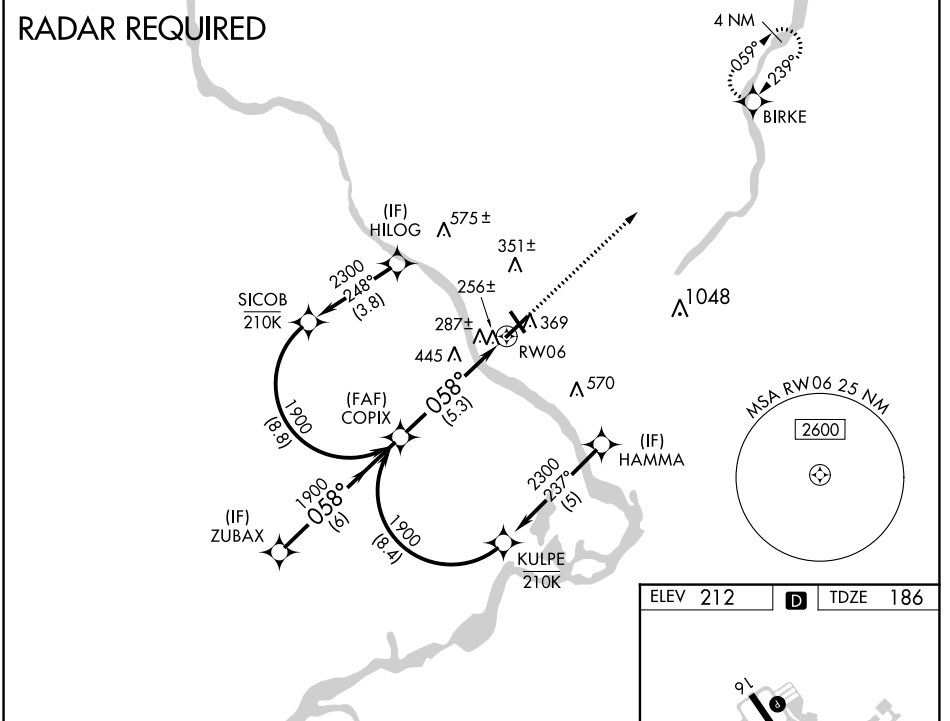 RADAR REQUIRED
4 NM
059°
239°
BIRKE
(IF)
HILOG
575±
351±
2300
248°
(3.8)
256±
1048
SICOB
210K
287±
369
RW06
445
(FAF)
COPIX
058°
(5.3)
570
1900
(8.8)
MSA RW06 25 NM
2600
(IF)
HAMMA
2300
237°
(5)
1900
058°
(6)
(IF)
ZUBAX
1900
(8.4)
KULPE
210K
ELEV 212 D TDZE 186
16
P